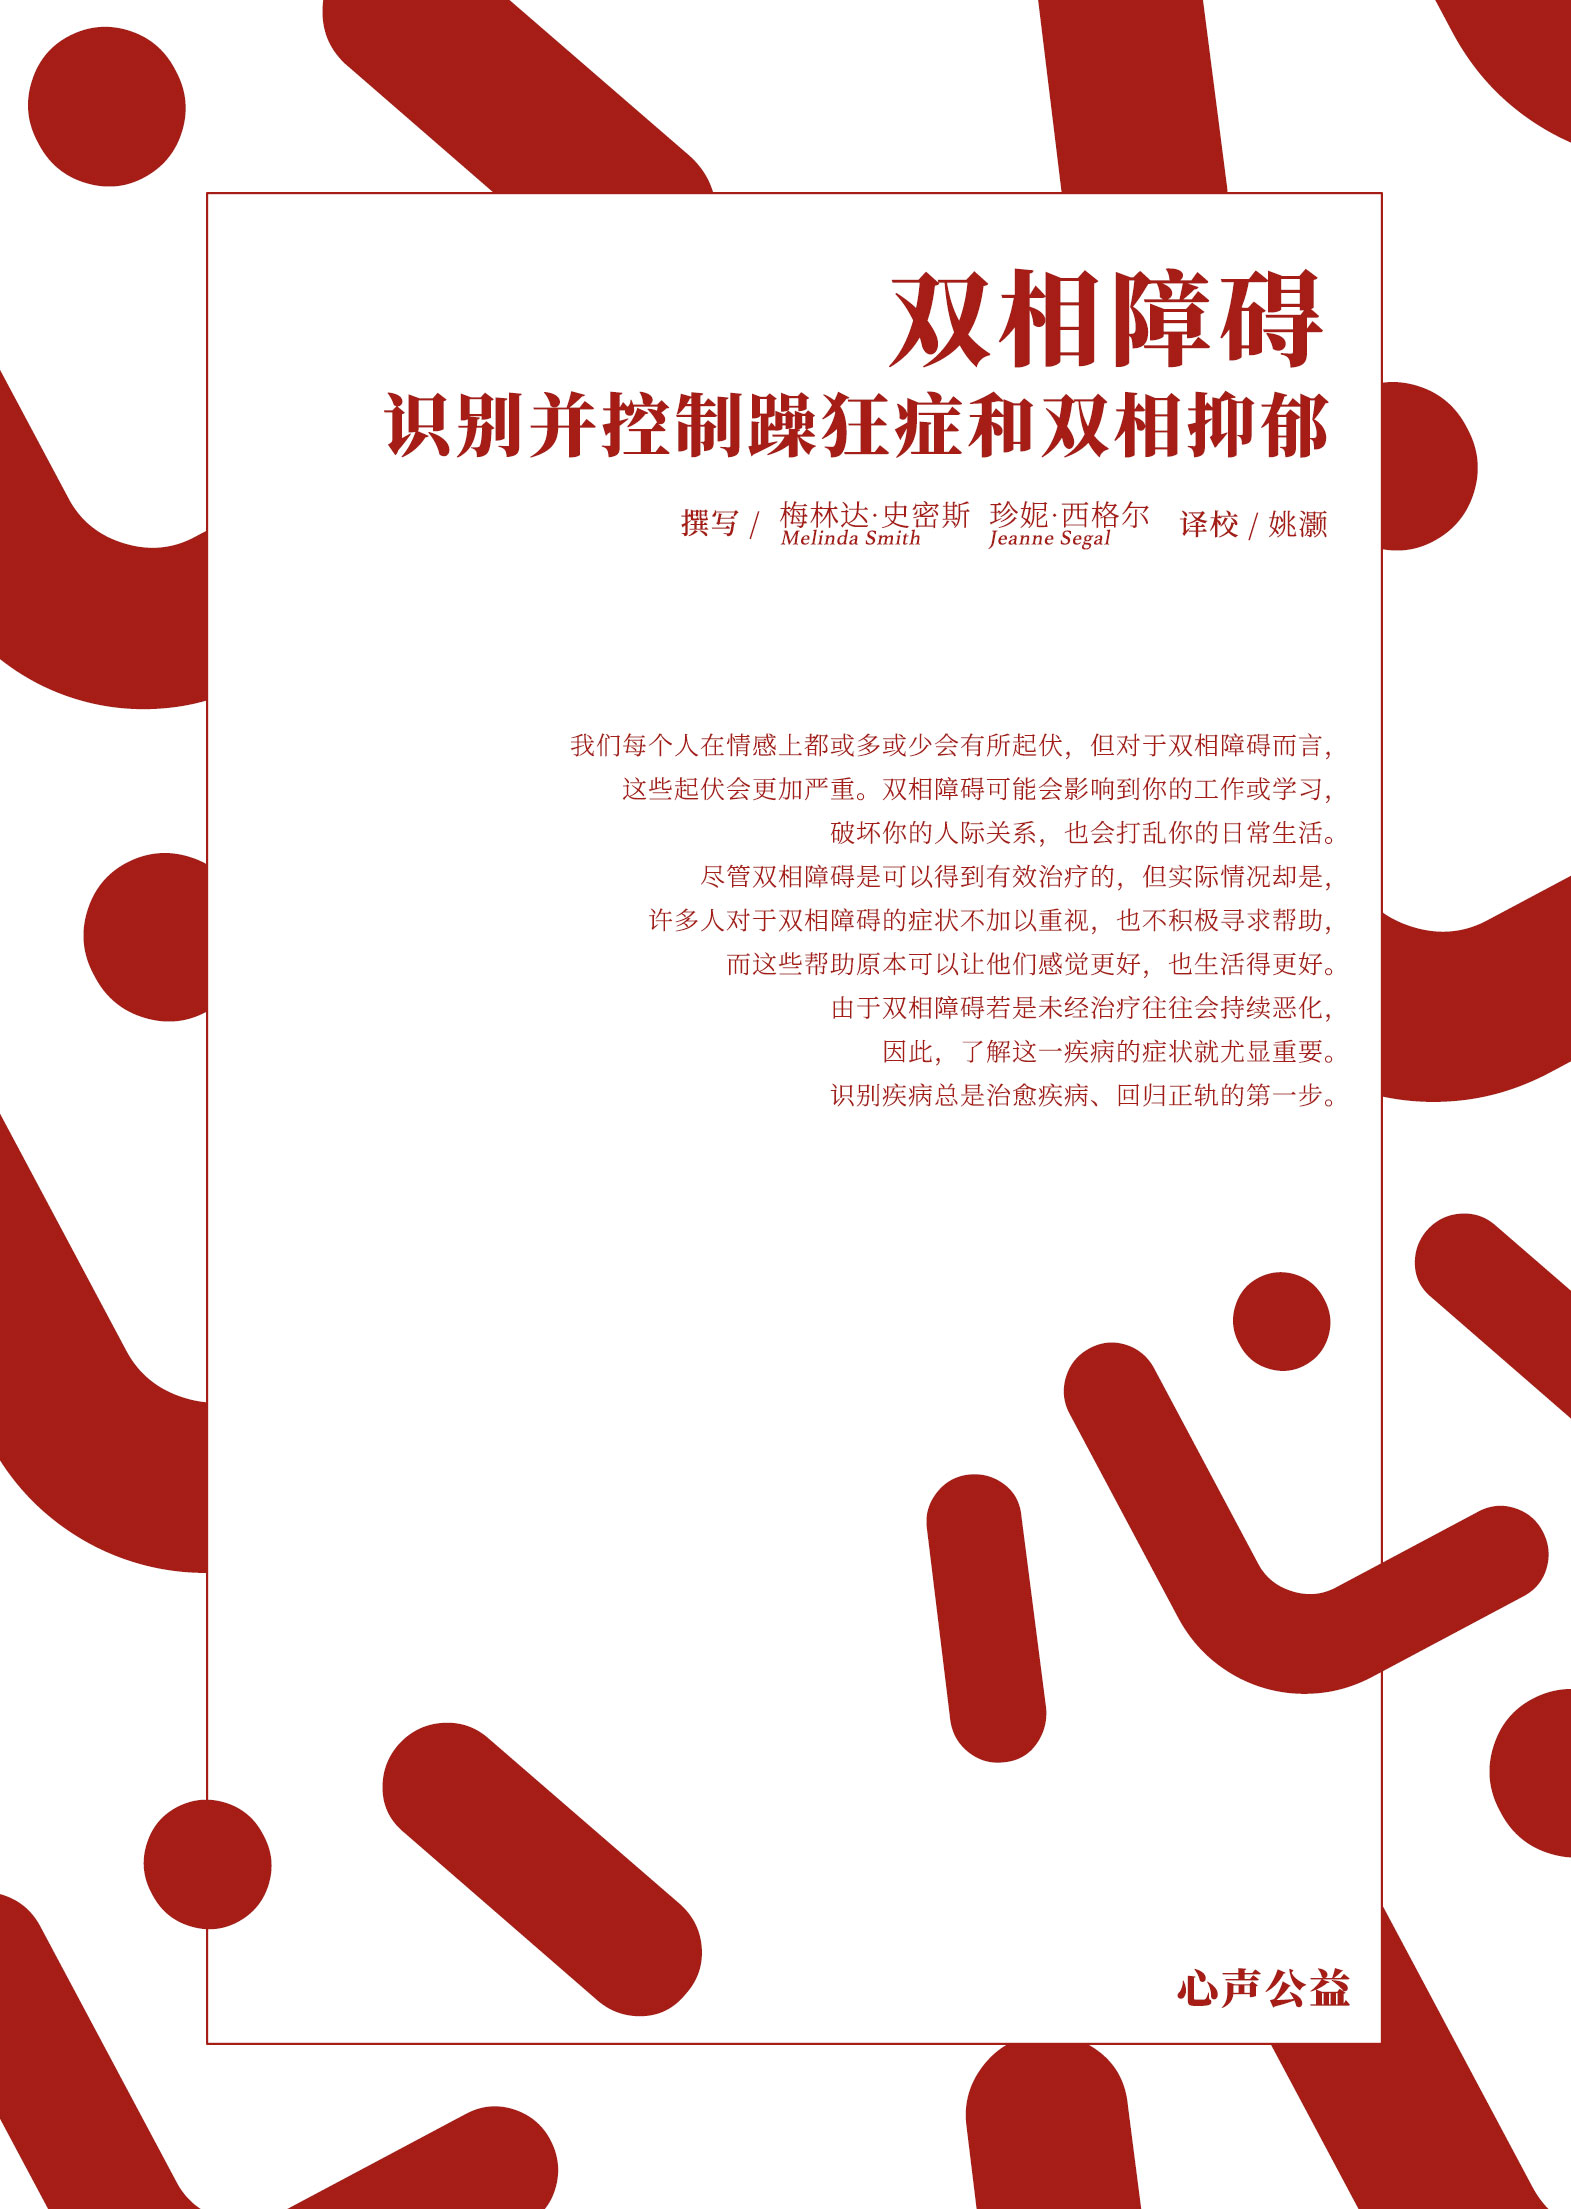 双相障碍
识别并控制躁狂症和双相抑郁
撰写 / 梅林达·史密斯 珍妮·西格尔 译校 / 姚灏
Melinda Smith Jeanne Segal
我们每个人在情感上都或多或少会有所起伏，但对于双相障碍而言，
这些起伏会更加严重。双相障碍可能会影响到你的工作或学习，
破坏你的人际关系，也会打乱你的日常生活。
尽管双相障碍是可以得到有效治疗的，但实际情况却是，
许多人对于双相障碍的症状不加以重视，也不积极寻求帮助，
而这些帮助原本可以让他们感觉更好，也生活得更好。
由于双相障碍若是未经治疗往往会持续恶化，
因此，了解这一疾病的症状就尤显重要。
识别疾病总是治愈疾病、回归正轨的第一步。
心声公益